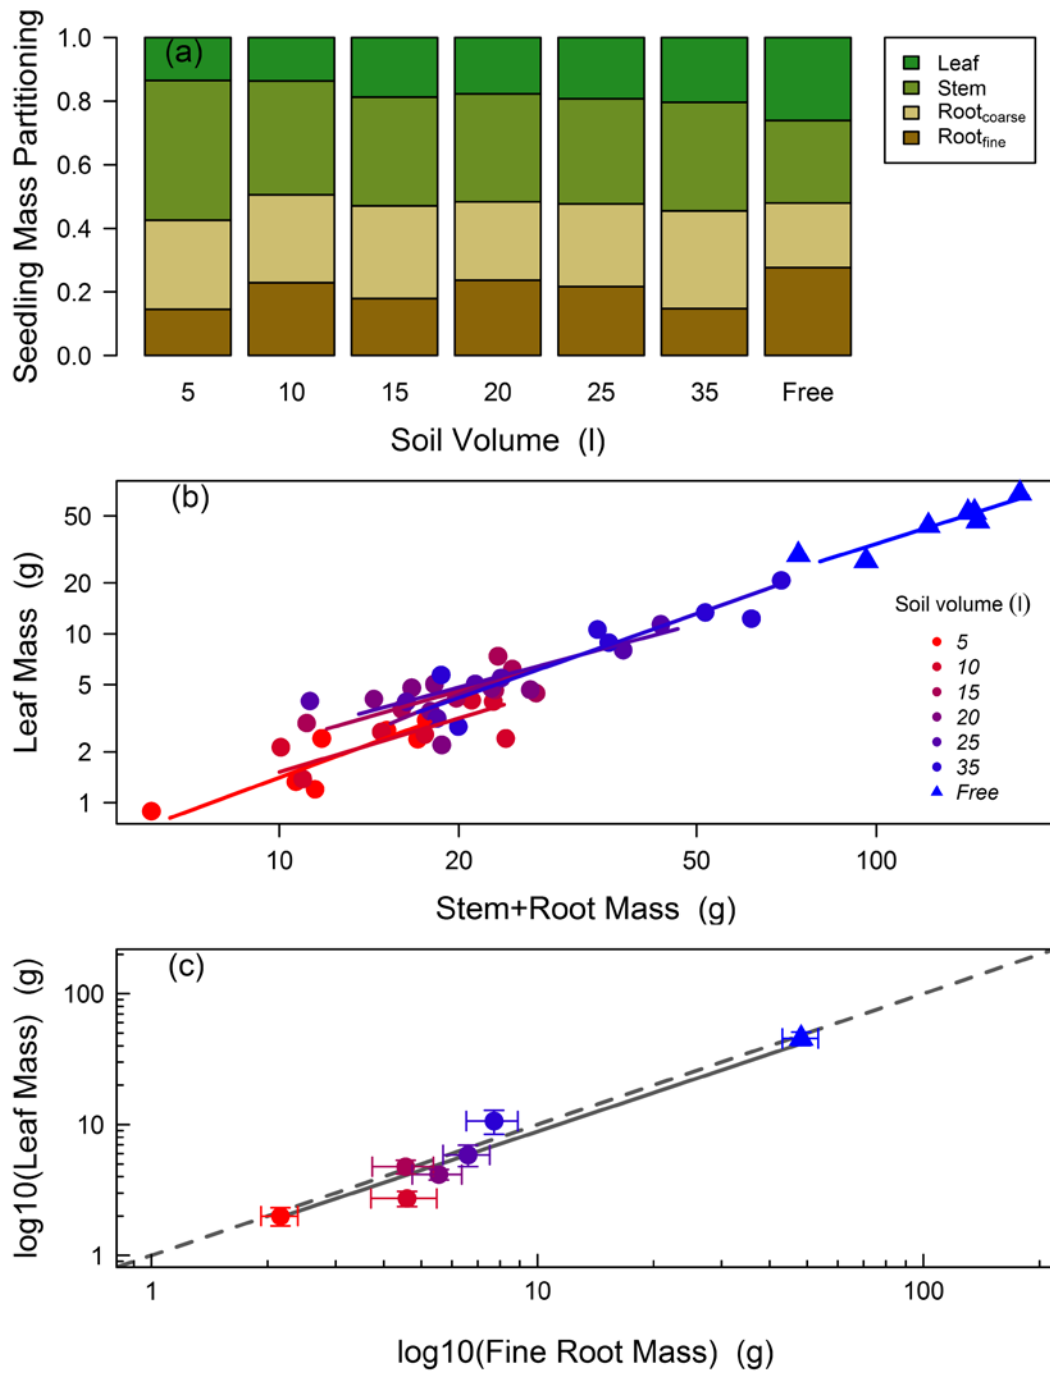 (a)
Seedling Mass Partitioning
1.0
0.8
0.6
0.4
0.2
0.0
5 10 15 20 25 35 Free
Soil Volume (l)
Leaf
Stem
Rootcoarse
Rootfine
(b)
Leaf Mass (g)
50
20
10
5
2
1
10 20 50 100
Stem+Root Mass (g)
Soil volume (l)
5
10
15
20
25
35
Free
(c)
log10(Leaf Mass) (g)
100
10
1
1 10 100
log10(Fine Root Mass) (g)